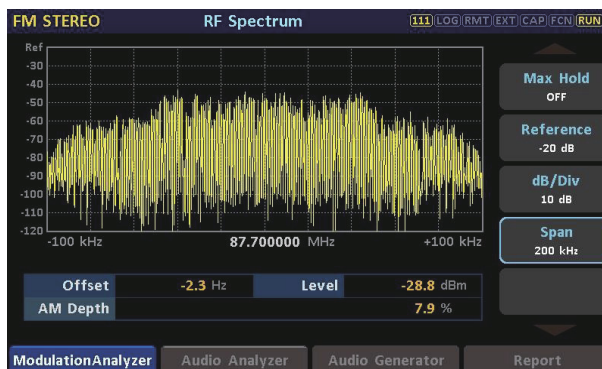 FM STEREO RF Spectrum 111 LOG RMT EXT CAP FCN RUN
Ref
-30
-40
-50
-60
-70
-80
-90
-100
-110
-120
-100 kHz 87.700000 MHz +100 kHz
Max Hold
OFF
Reference
-20 dB
dB/Div
10 dB
Span
200 kHz
Offset -2.3 Hz Level -28.8 dBm
AM Depth 7.9 %
ModulationAnalyzer Audio Analyzer Audio Generator Report